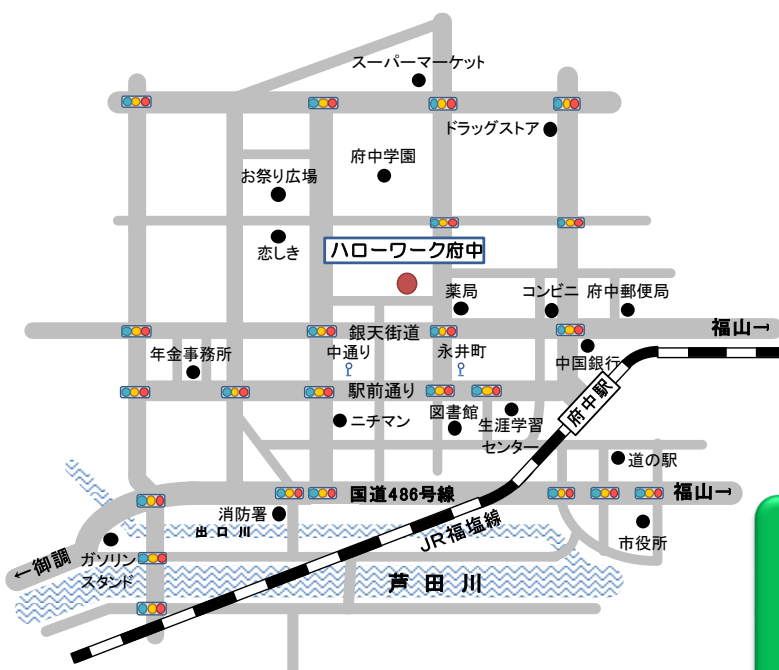 スーパーマーケット
ドラッグストア
府中学園
お祭り広場
恋しき
ハローワーク府中
薬局
コンビニ
府中郵便局
銀天街道
福山→
年金事務所
中通り
永井町
中国銀行
駅前通り
府中駅
ニチマン
図書館
生涯学習
センター
道の駅
国道486号線
福山→
消防署
出口川
JR福塩線
市役所
←御調
ガソリン
スタンド
芦田川